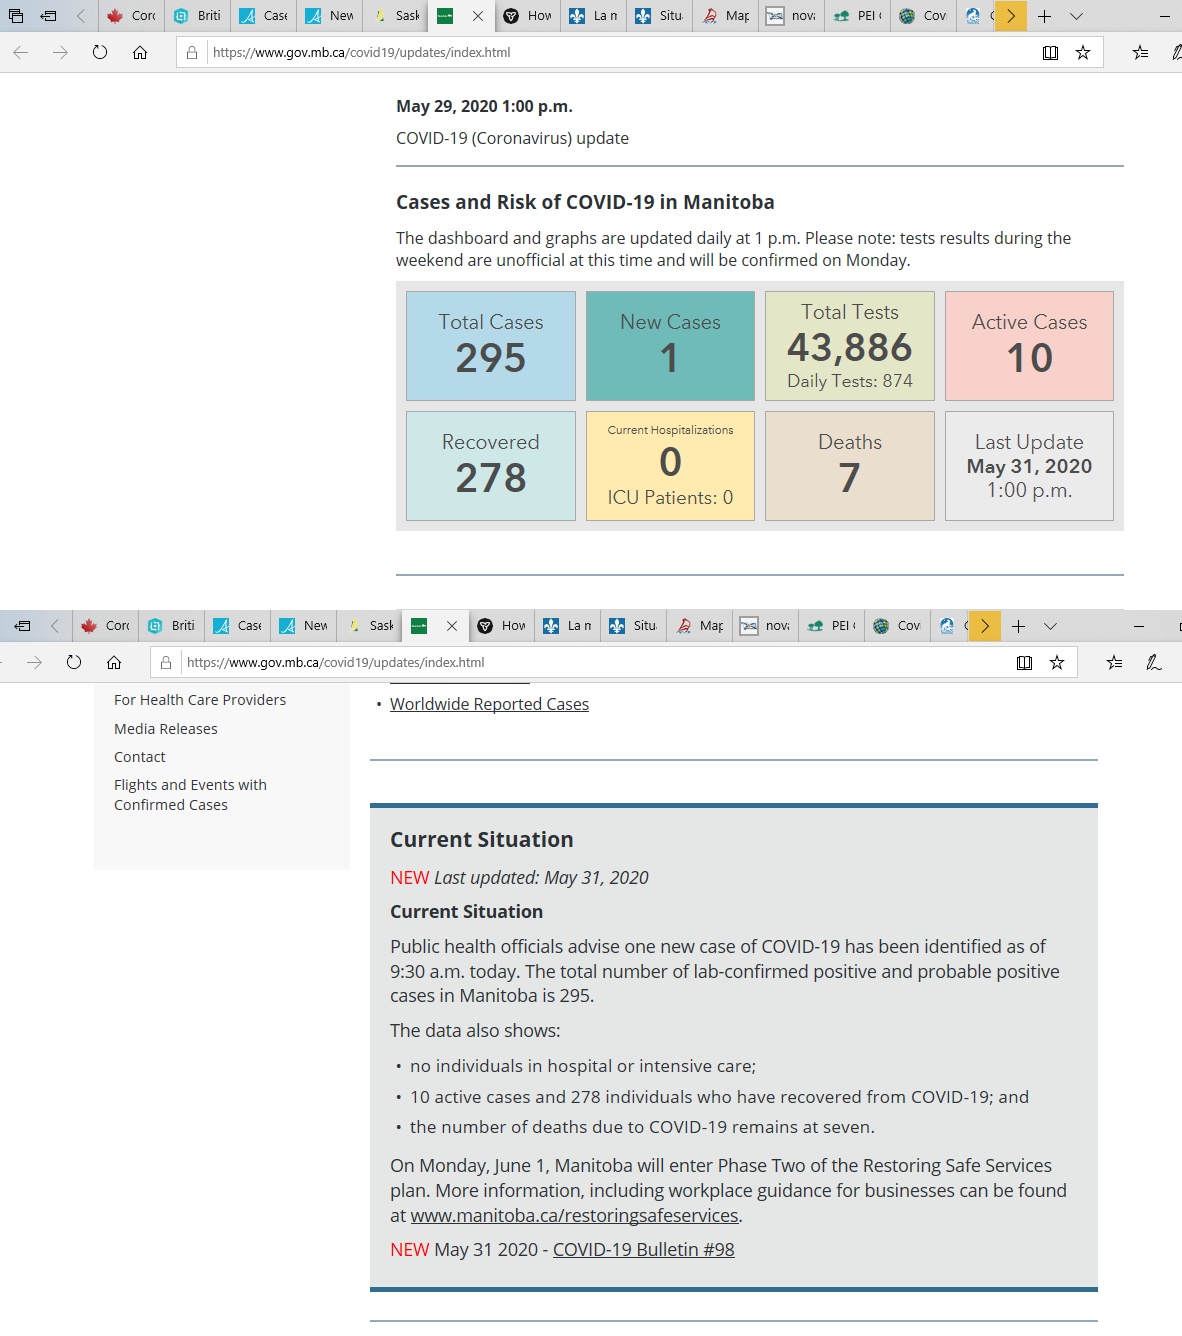 Corc
Briti
Case
New
Sask
How
La n
Situ
Map
nova
PEI
Cov
https://www.gov.mb.ca/covid19/updates/index.html
May 29, 2020 1:00 p.m.
COVID-19 (Coronavirus) update
Cases and Risk of COVID-19 in Manitoba
The dashboard and graphs are updated daily at 1 p.m. Please note: tests results during the
weekend are unofficial at this time and will be confirmed on Monday.
Total Cases
295
New Cases
1
Total Tests
43,886
Daily Tests: 874
Active Cases
10
Recovered
278
Current Hospitalizations
0
ICU Patients: 0
Deaths
7
Last Update
May 31, 2020
1:00 p.m.
Corc
Briti
Case
New
Sask
How
La n
Situ
Map
nova
PEI
Cov
https://www.gov.mb.ca/covid19/updates/index.html
For Health Care Providers
Media Releases
Contact
Flights and Events with
Confirmed Cases
• Worldwide Reported Cases
Current Situation
NEW Last updated: May 31, 2020
Current Situation
Public health officials advise one new case of COVID-19 has been identified as of
9:30 a.m. today. The total number of lab-confirmed positive and probable positive
cases in Manitoba is 295.
The data also shows:
• no individuals in hospital or intensive care;
• 10 active cases and 278 individuals who have recovered from COVID-19; and
• the number of deaths due to COVID-19 remains at seven.
On Monday, June 1, Manitoba will enter Phase Two of the Restoring Safe Services
plan. More information, including workplace guidance for businesses can be found
at www.manitoba.ca/restoringsafeservices.
NEW May 31 2020 - COVID-19 Bulletin #98